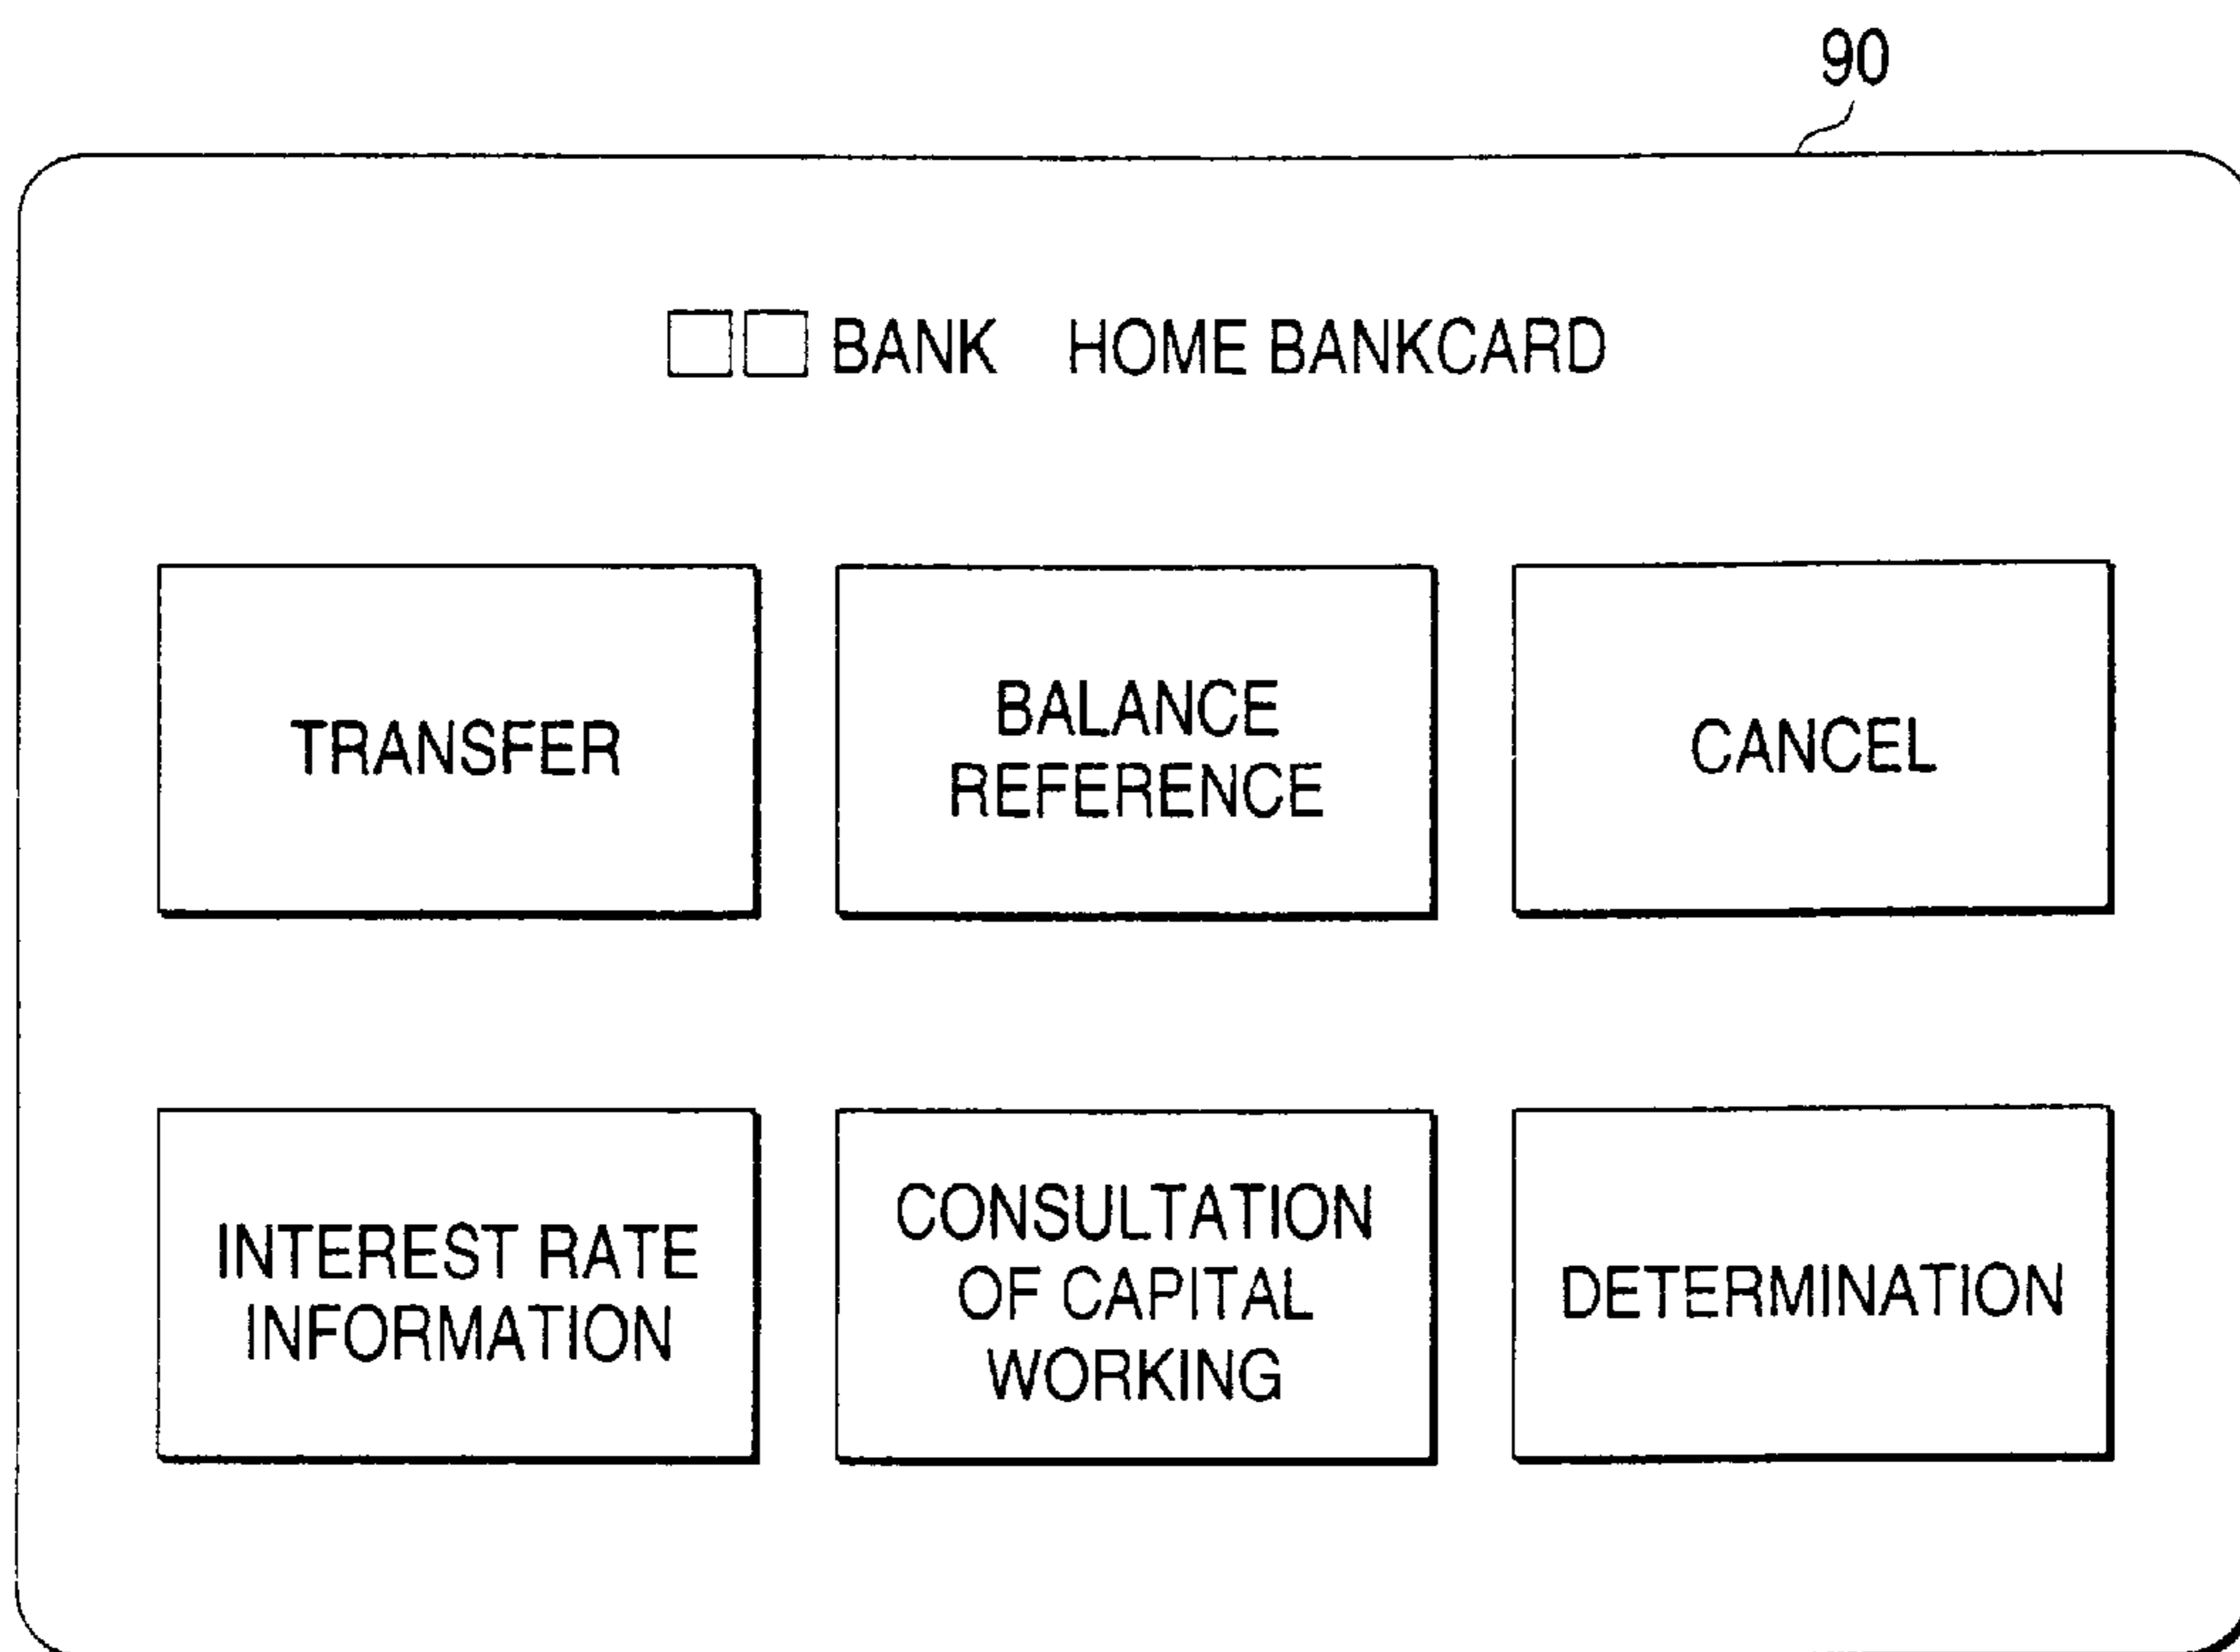 90
□□ BANK HOME BANKCARD
TRANSFER
BALANCE
REFERENCE
CANCEL
INTEREST RATE
INFORMATION
CONSULTATION
OF CAPITAL
WORKING
DETERMINATION